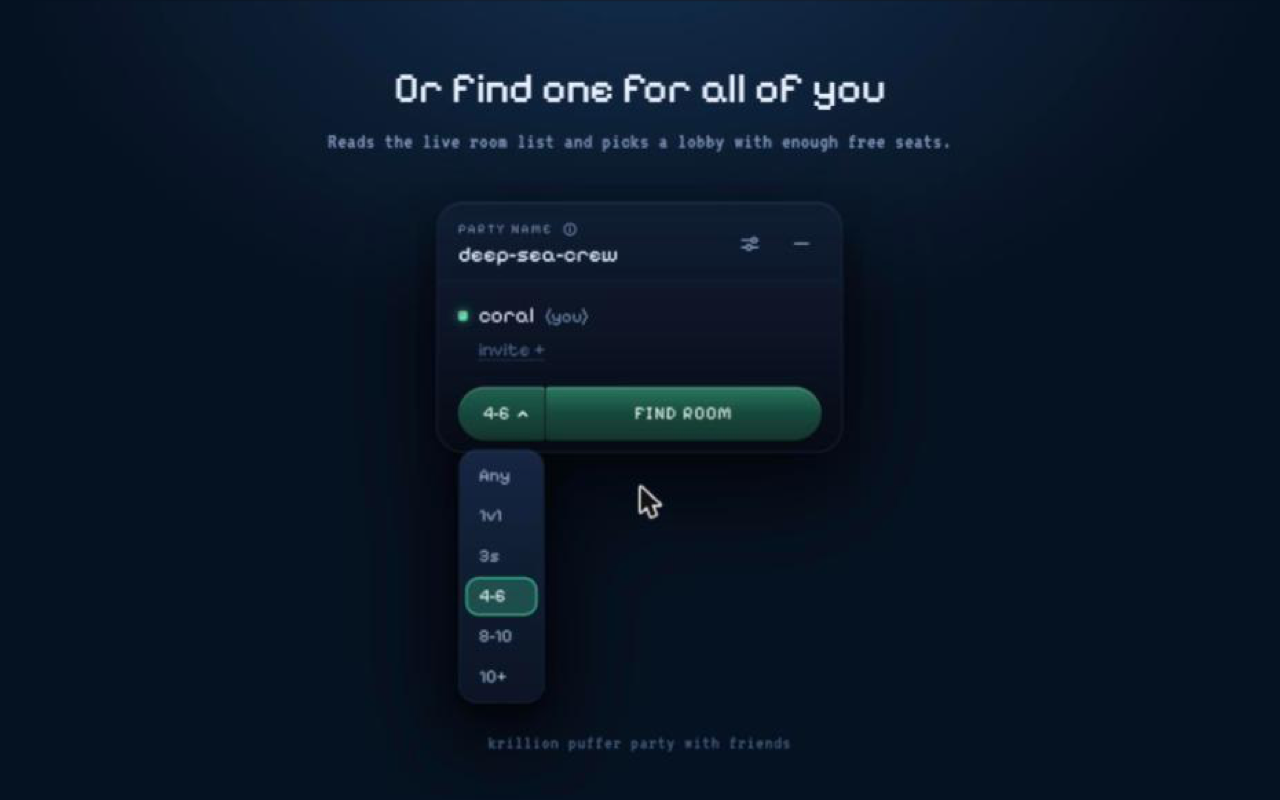 Or find one for all of you
Reads the live room list and picks a lobby with enough free seats.
PARTY NAME
deep-sea-crew
coral (you)
invite +
4-6 FIND ROOM
Any
1v1
3s
4-6
8-10
10+
krillion puffer party with friends